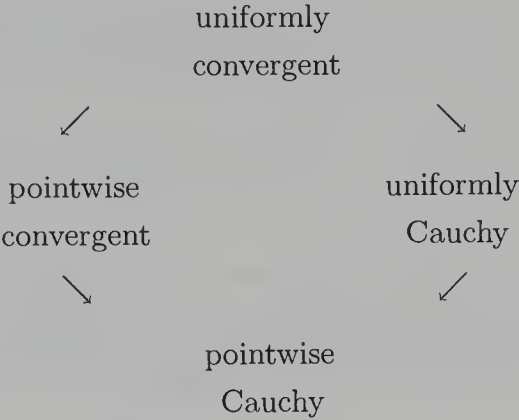 uniformly
convergent
pointwise
convergent
uniformly
Cauchy
pointwise
Cauchy